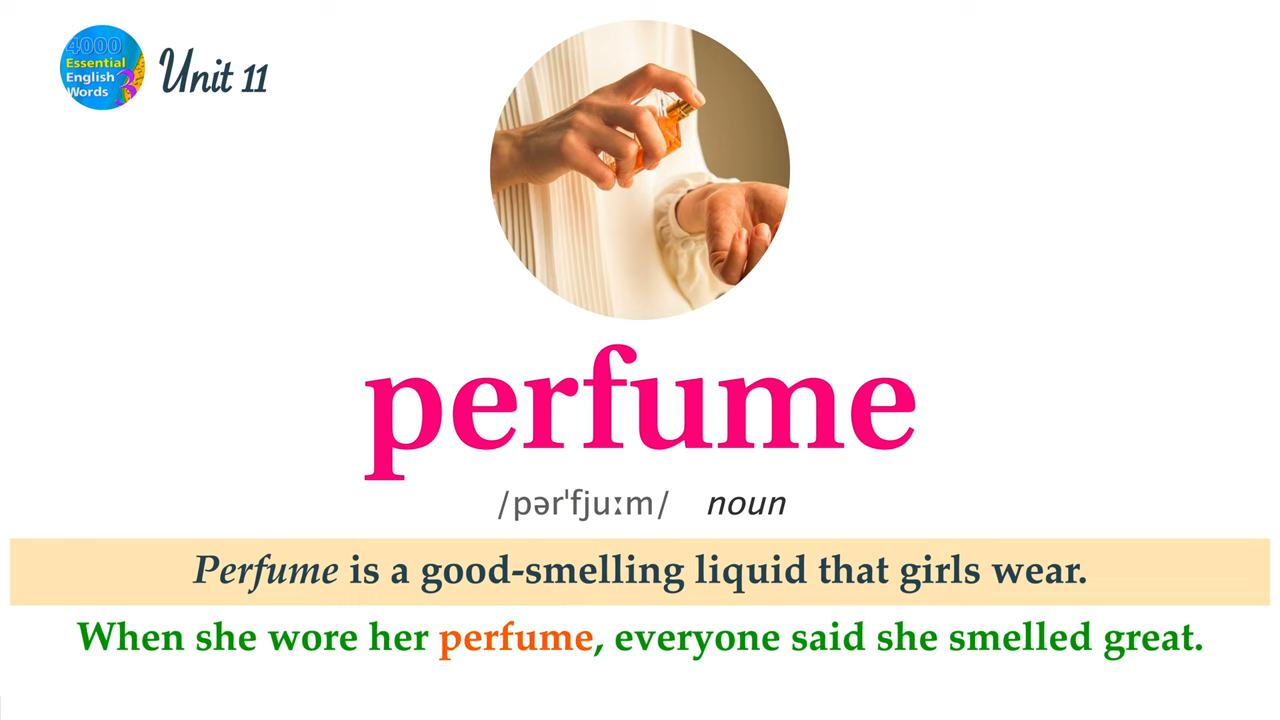 4000
Essential
English
Words 3
Unit 11
perfume
/pərˈfjuːm/ noun
Perfume is a good-smelling liquid that girls wear.
When she wore her perfume, everyone said she smelled great.